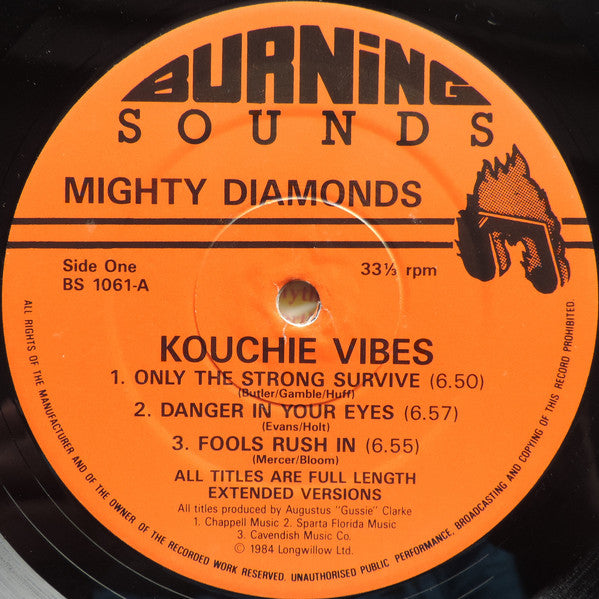 BURNiNG
SOUNDS
MIGHTY DIAMONDS
Side One
BS 1061-A
33⅓ rpm
KOUCHIE VIBES
1. ONLY THE STRONG SURVIVE (6.50)
(Butler/Gamble/Huff)
2. DANGER IN YOUR EYES (6.57)
(Evans/Holt)
3. FOOLS RUSH IN (6.55)
(Mercer/Bloom)
ALL TITLES ARE FULL LENGTH
EXTENDED VERSIONS
All titles produced by Augustus "Gussie" Clarke
1. Chappell Music 2. Sparta Florida Music
3. Cavendish Music Co.
© 1984 Longwillow Ltd.
ALL RIGHTS OF THE MANUFACTURER AND OF THE OWNER OF THE RECORDED WORK RESERVED. UNAUTHORISED PUBLIC PERFORMANCE, BROADCASTING AND COPYING OF THIS RECORD PROHIBITED